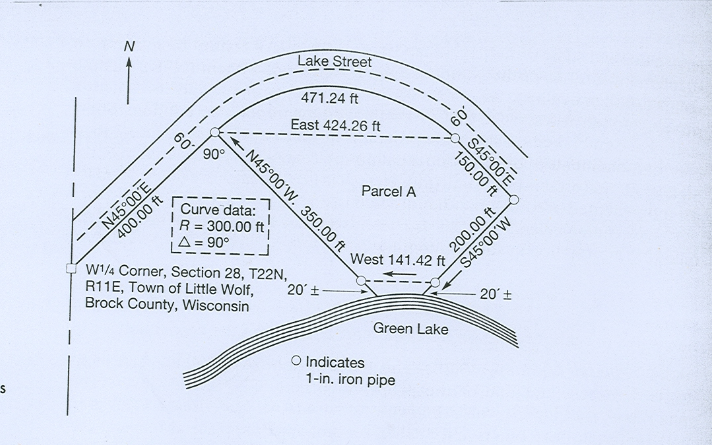 N
Lake Street
471.24 ft
East 424.26 ft
60'
60'
S45°00'E
150.00 ft
90°
N45°00'E
400.00 ft
N45°00'W. 350.00 ft
Parcel A
Curve data:
R = 300.00 ft
△ = 90°
200.00 ft
S45°00'W
West 141.42 ft
W1/4 Corner, Section 28, T22N,
R11E, Town of Little Wolf,
Brock County, Wisconsin
20' ±
20' ±
Green Lake
Indicates
1-in. iron pipe
s